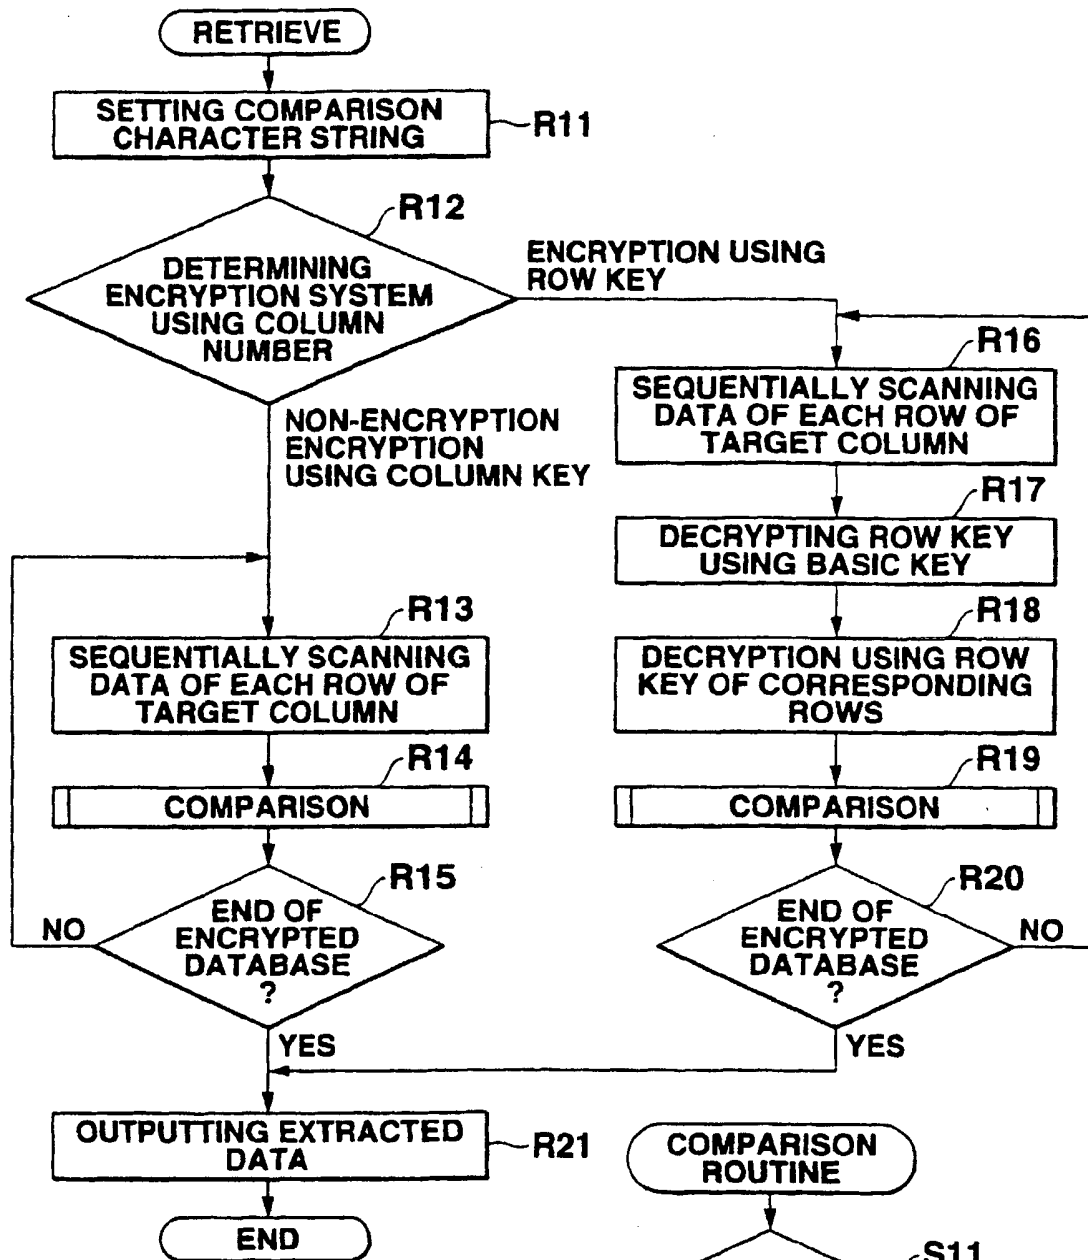 RETRIEVE
SETTING COMPARISON
CHARACTER STRING
R11
R12
DETERMINING
ENCRYPTION SYSTEM
USING COLUMN
NUMBER
ENCRYPTION USING
ROW KEY
NON-ENCRYPTION
ENCRYPTION
USING COLUMN KEY
R13
SEQUENTIALLY SCANNING
DATA OF EACH ROW OF
TARGET COLUMN
R14
COMPARISON
R15
END OF
ENCRYPTED
DATABASE
?
NO
YES
R16
SEQUENTIALLY SCANNING
DATA OF EACH ROW OF
TARGET COLUMN
R17
DECRYPTING ROW KEY
USING BASIC KEY
R18
DECRYPTION USING ROW
KEY OF CORRESPONDING
ROWS
R19
COMPARISON
R20
END OF
ENCRYPTED
DATABASE
?
NO
YES
OUTPUTTING EXTRACTED
DATA
R21
END
COMPARISON
ROUTINE
S11